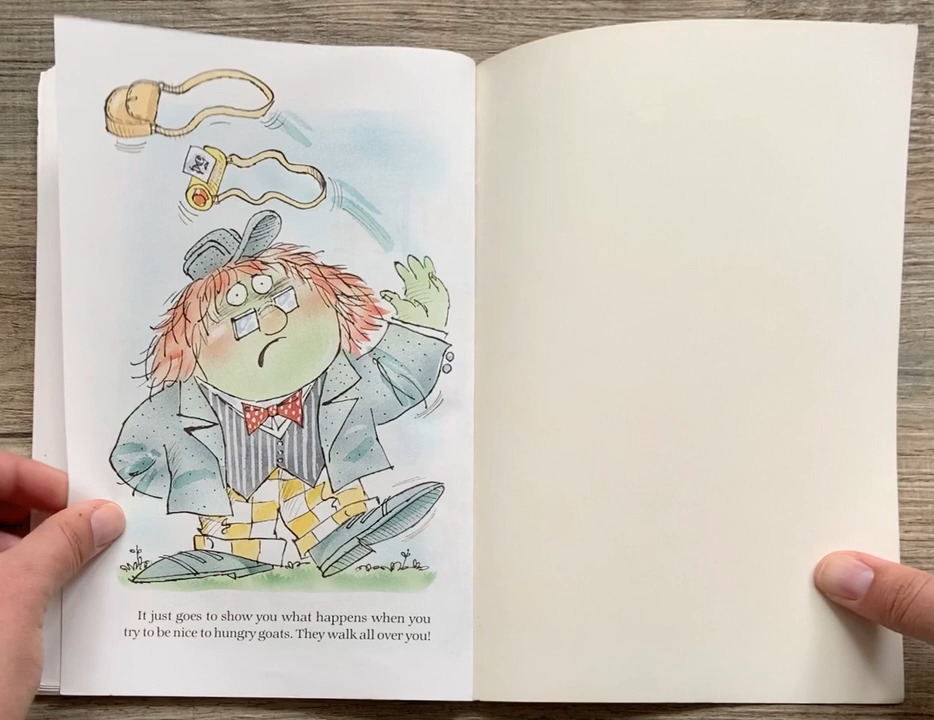 It just goes to show you what happens when you
try to be nice to hungry goats. They walk all over you!